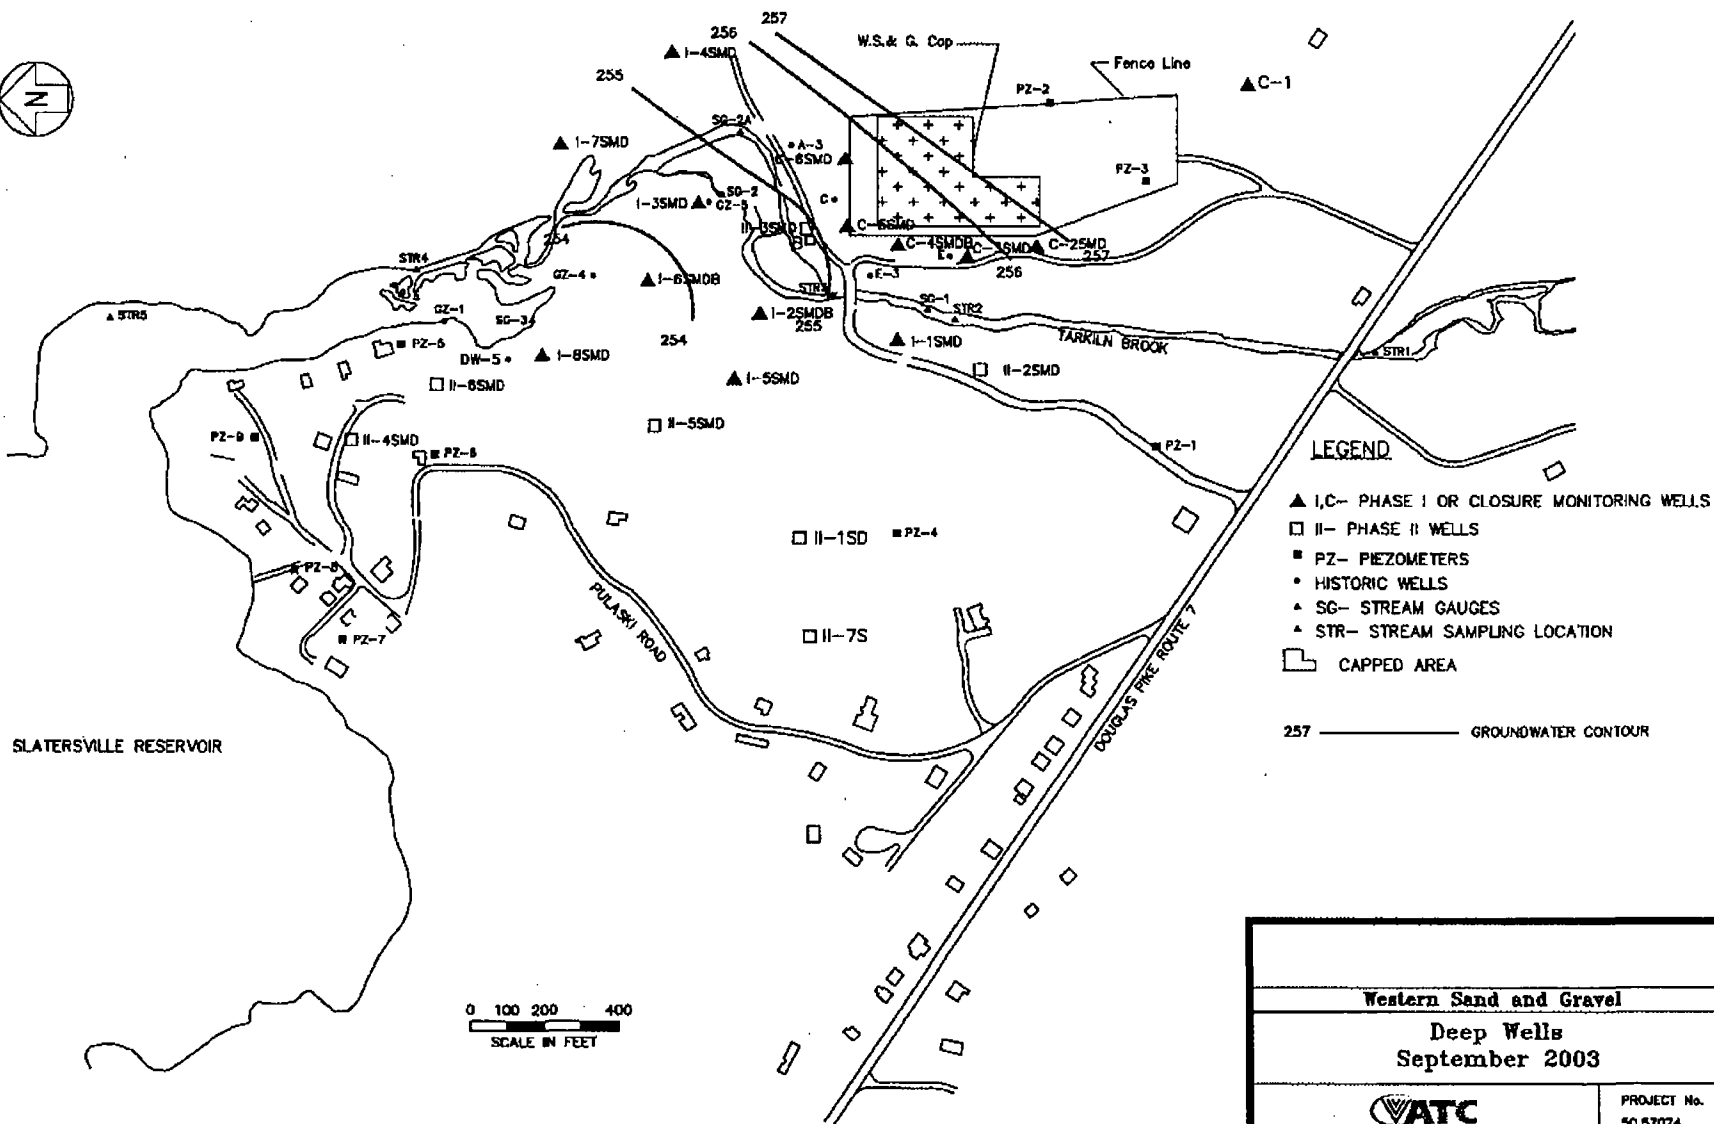 257
256
I-4SMD
W.S.& G. Cap
Fence Line
255
PZ-2
C-1
N
SG-2A
I-7SMD
A-3
C-6SMD
PZ-3
SG-2
I-3SMD
GZ-5
C
II-3SMD
C-5SMD
B
254
C-4SMDB
E
C-3SMD
C-2SMD
257
256
STR4
GZ-4
I-6SMDB
E-3
STR3
SG-1
STR2
STR5
GZ-1
SG-3
I-2SMDB
255
254
TARKILN BROOK
I-1SMD
STR1
PZ-6
DW-5
I-8SMD
II-2SMD
II-6SMD
I-5SMD
II-5SMD
PZ-9
II-4SMD
PZ-6
PZ-1
LEGEND
I,C- PHASE I OR CLOSURE MONITORING WELLS
II- PHASE II WELLS
PZ- PIEZOMETERS
HISTORIC WELLS
SG- STREAM GAUGES
STR- STREAM SAMPLING LOCATION
CAPPED AREA
257 GROUNDWATER CONTOUR
II-1SD
PZ-4
PZ-8
PULASKI ROAD
II-7S
PZ-7
DOUGLAS PIKE ROUTE 7
SLATERSVILLE RESERVOIR
0 100 200 400
SCALE IN FEET
Western Sand and Gravel
Deep Wells
September 2003
ATC
PROJECT No.